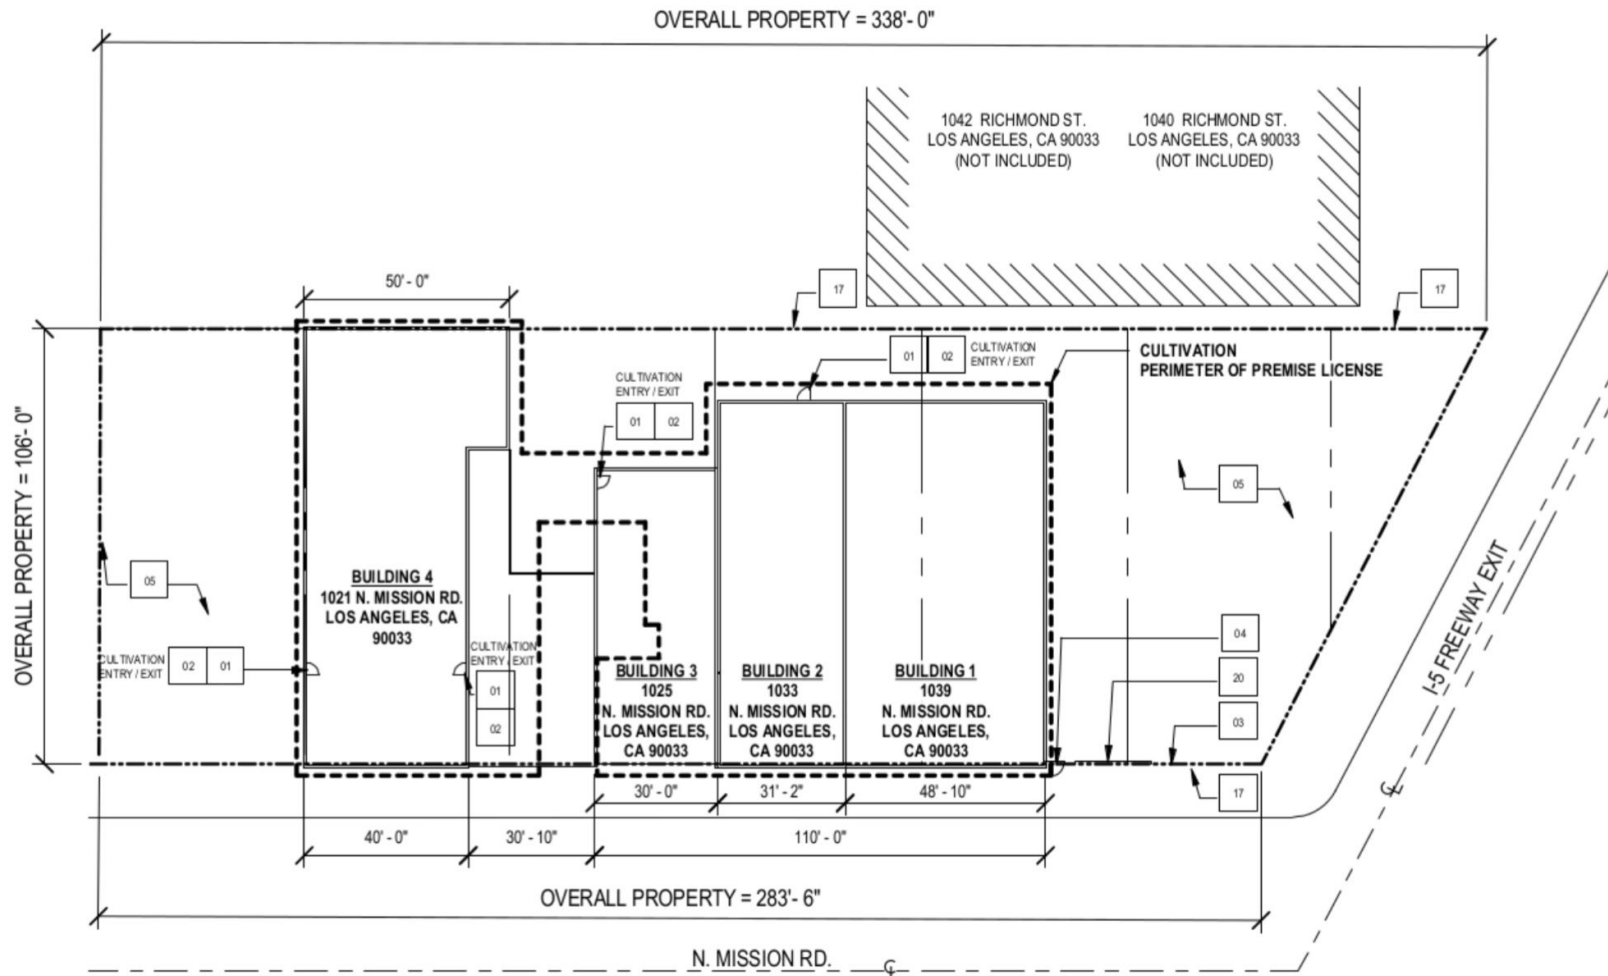 OVERALL PROPERTY = 338'- 0"
1042 RICHMOND ST.
LOS ANGELES, CA 90033
(NOT INCLUDED)
1040 RICHMOND ST.
LOS ANGELES, CA 90033
(NOT INCLUDED)
50' - 0"
17
17
01 02
CULTIVATION
ENTRY / EXIT
CULTIVATION
PERIMETER OF PREMISE LICENSE
CULTIVATION
ENTRY / EXIT
01 02
OVERALL PROPERTY = 106'- 0"
05
05
BUILDING 4
1021 N. MISSION RD.
LOS ANGELES, CA
90033
CULTIVATION
ENTRY / EXIT
02 01
CULTIVATION
ENTRY / EXIT
01
02
BUILDING 3
1025
N. MISSION RD.
LOS ANGELES,
CA 90033
BUILDING 2
1033
N. MISSION RD.
LOS ANGELES,
CA 90033
BUILDING 1
1039
N. MISSION RD.
LOS ANGELES,
CA 90033
04
20
03
17
I-5 FREEWAY EXIT
30' - 0"
31' - 2"
48' - 10"
40' - 0"
30' - 10"
110' - 0"
OVERALL PROPERTY = 283'- 6"
N. MISSION RD.